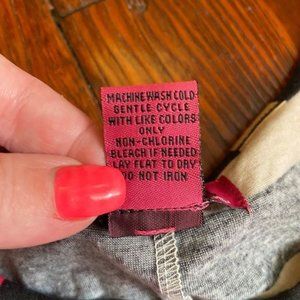 MACHINE WASH COLD
GENTLE CYCLE
WITH LIKE COLORS
ONLY
NON-CHLORINE
BLEACH IF NEEDED
LAY FLAT TO DRY
DO NOT IRON